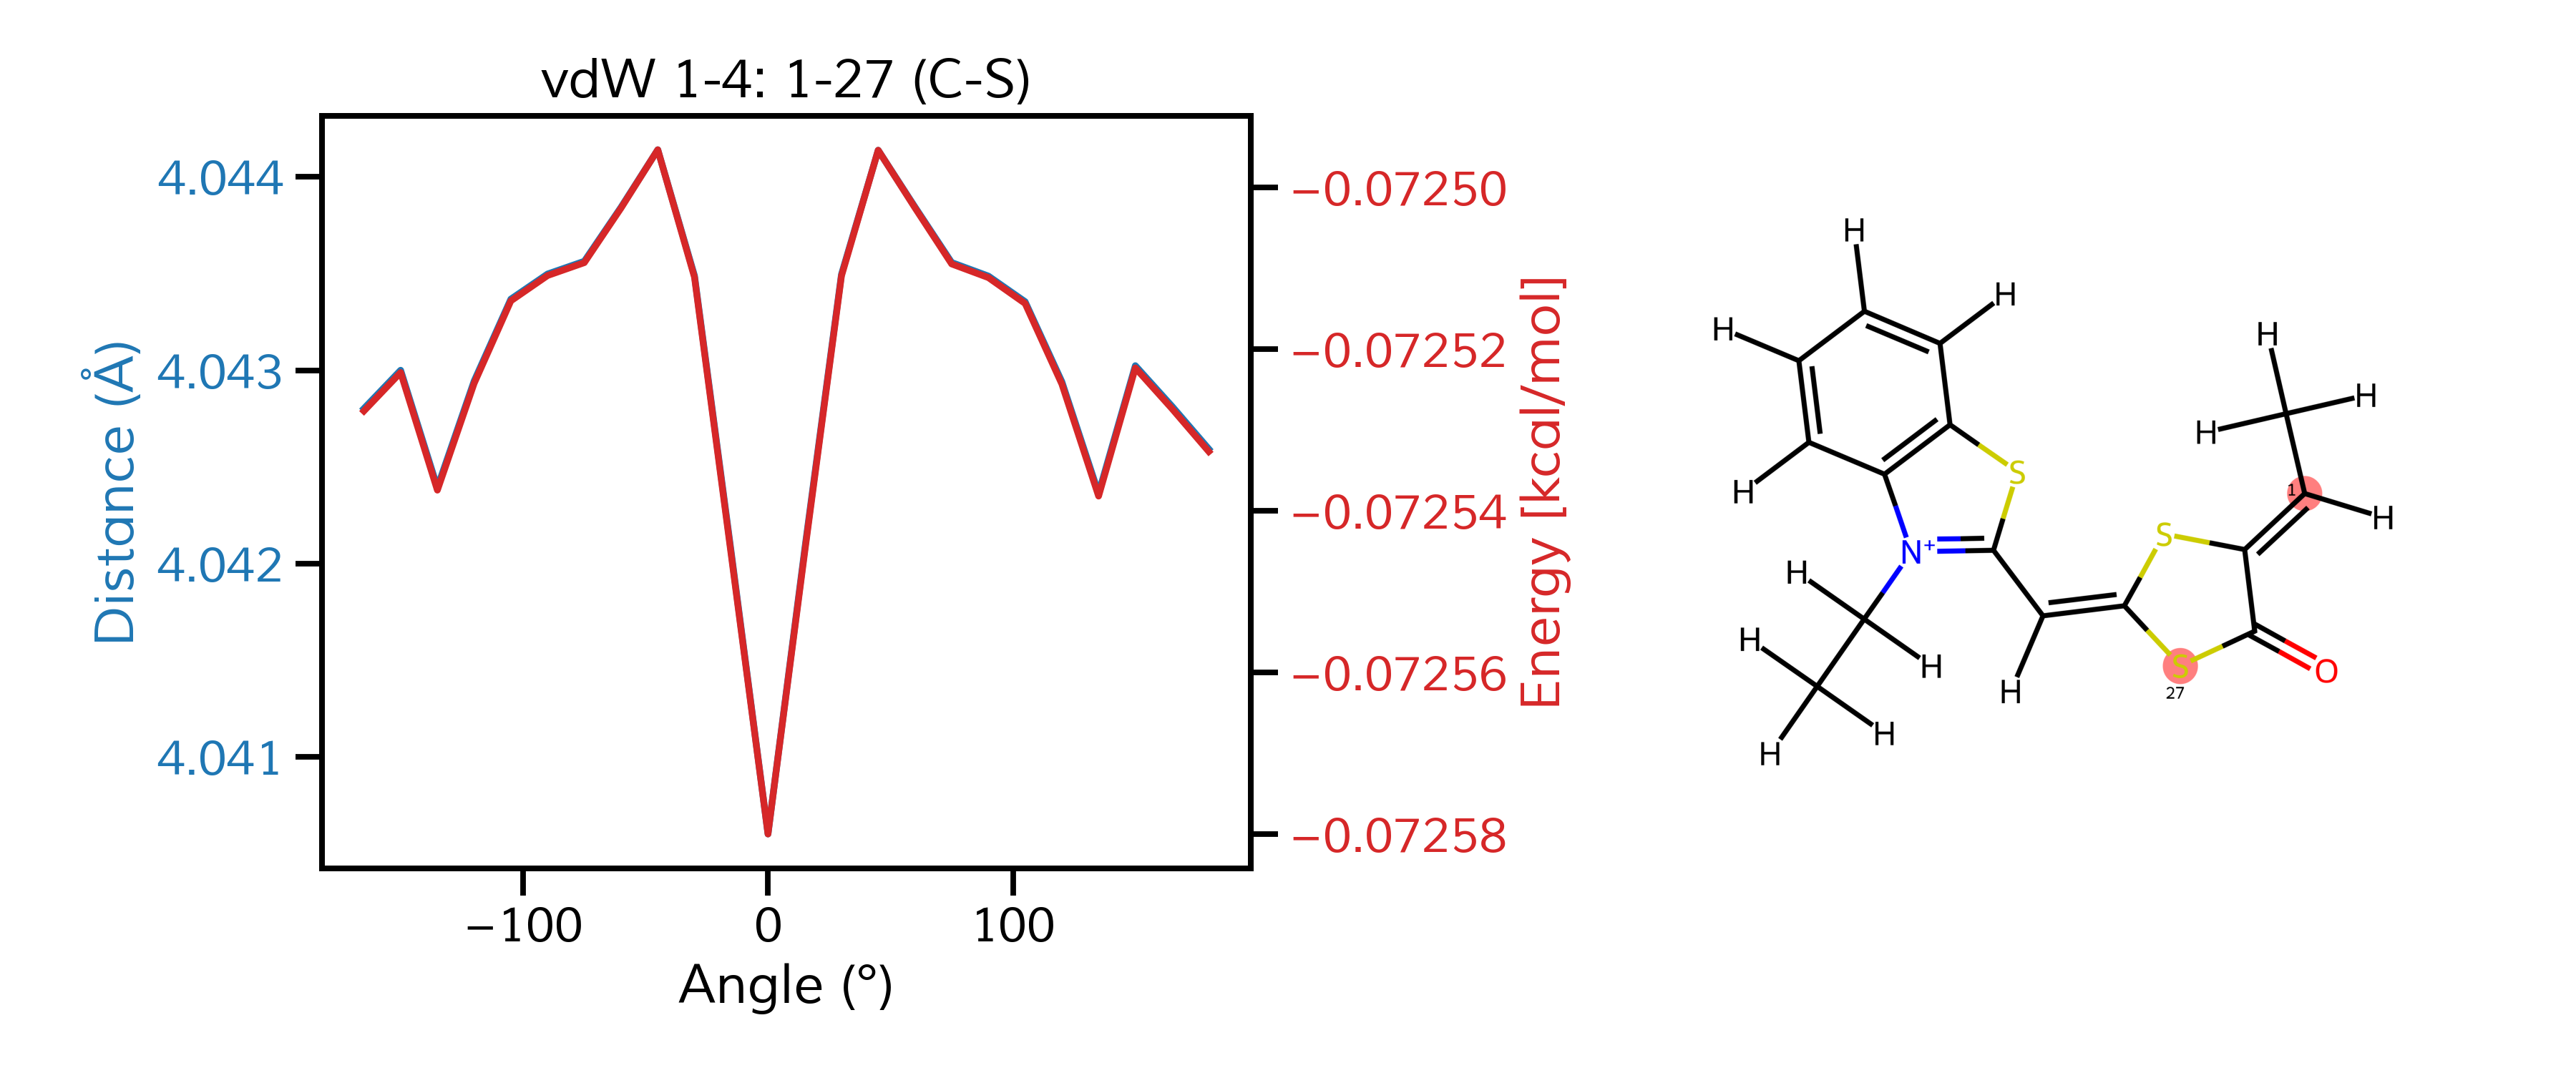 vdW 1-4: 1-27 (C-S)
Distance (Å)
4.044
4.043
4.042
4.041
−0.07250
−0.07252
−0.07254
−0.07256
−0.07258
Energy [kcal/mol]
−100
0
100
Angle (°)
H
H
H
H
H
H
H
S
1
H
H
S
N+
H
H
H
S
27
O
H
H
H